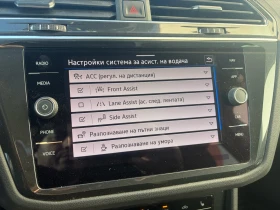 Настройки система за асист. на водача
RADIO
ACC (регул. на дистанция)
APP
MEDIA
Front Assist
Lane Assist (ас. след. лентата)
Side Assist
PHONE
Разпознаване на пътни знаци
VOICE
Разпознаване на умора